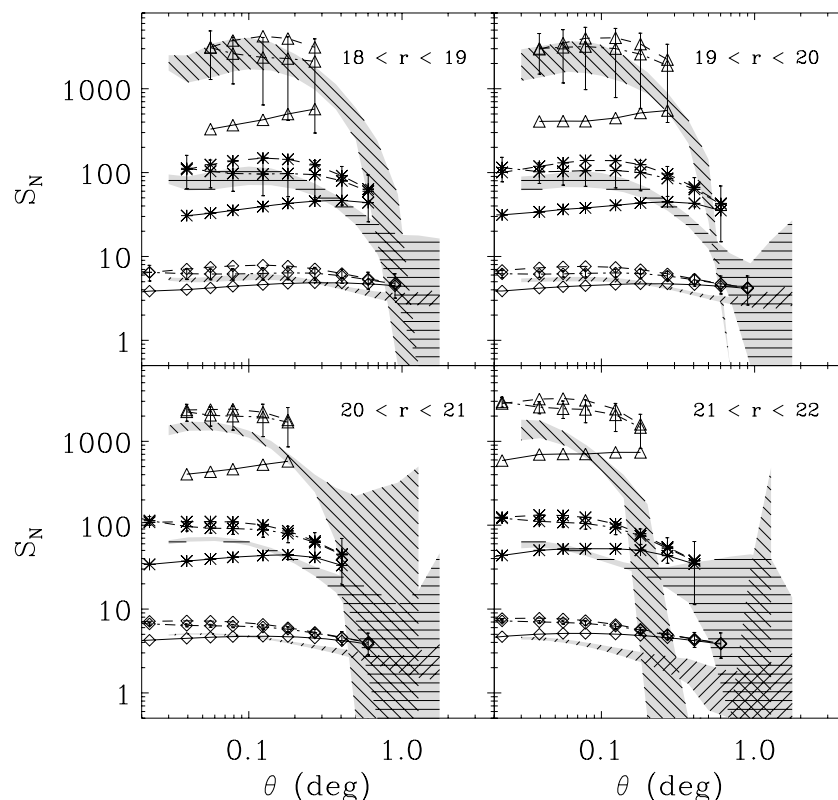 18 < r < 19
19 < r < 20
1000
100
10
1
S_N
20 < r < 21
21 < r < 22
1000
100
10
1
S_N
0.1 1.0 0.1 1.0
θ (deg) θ (deg)